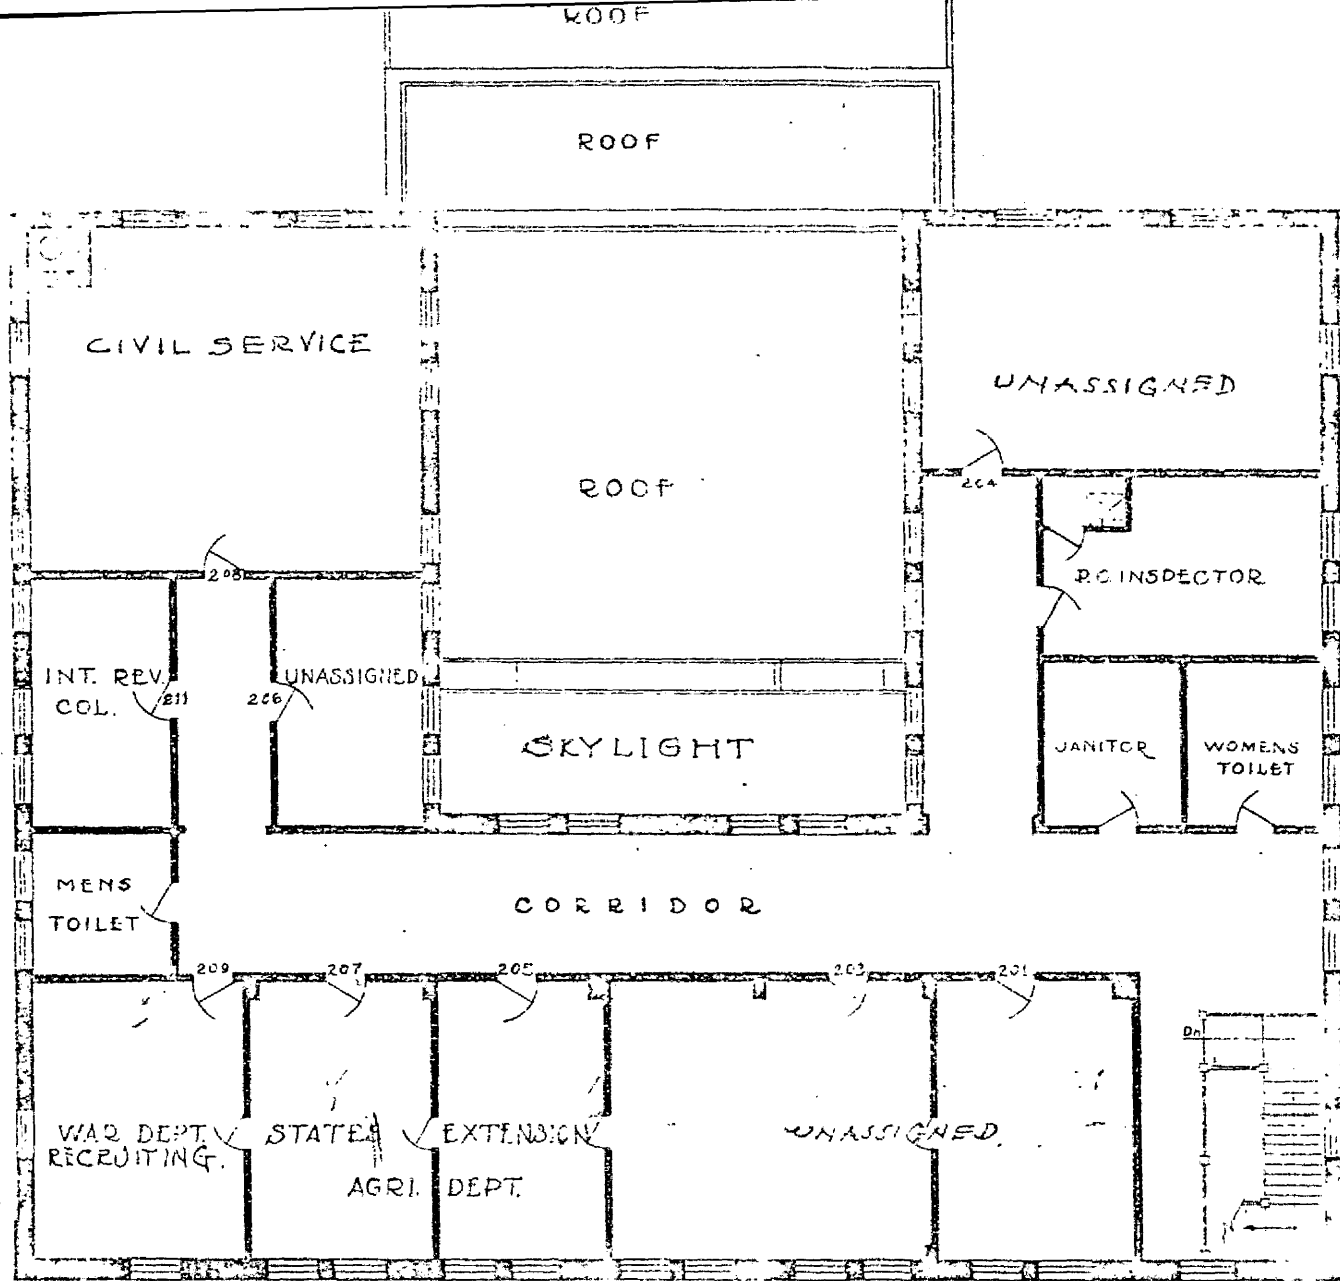 ROOF
ROOF
CIVIL SERVICE
UNASSIGNED
ROOF
204
208
P.O. INSPECTOR
INT. REV.
COL.
211
206
UNASSIGNED
SKYLIGHT
JANITOR
WOMENS
TOILET
MENS
TOILET
CORRIDOR
209
207
205
203
201
Dn
WAR DEPT.
RECRUITING.
STATE
EXTENSION
AGRI. DEPT.
UNASSIGNED.